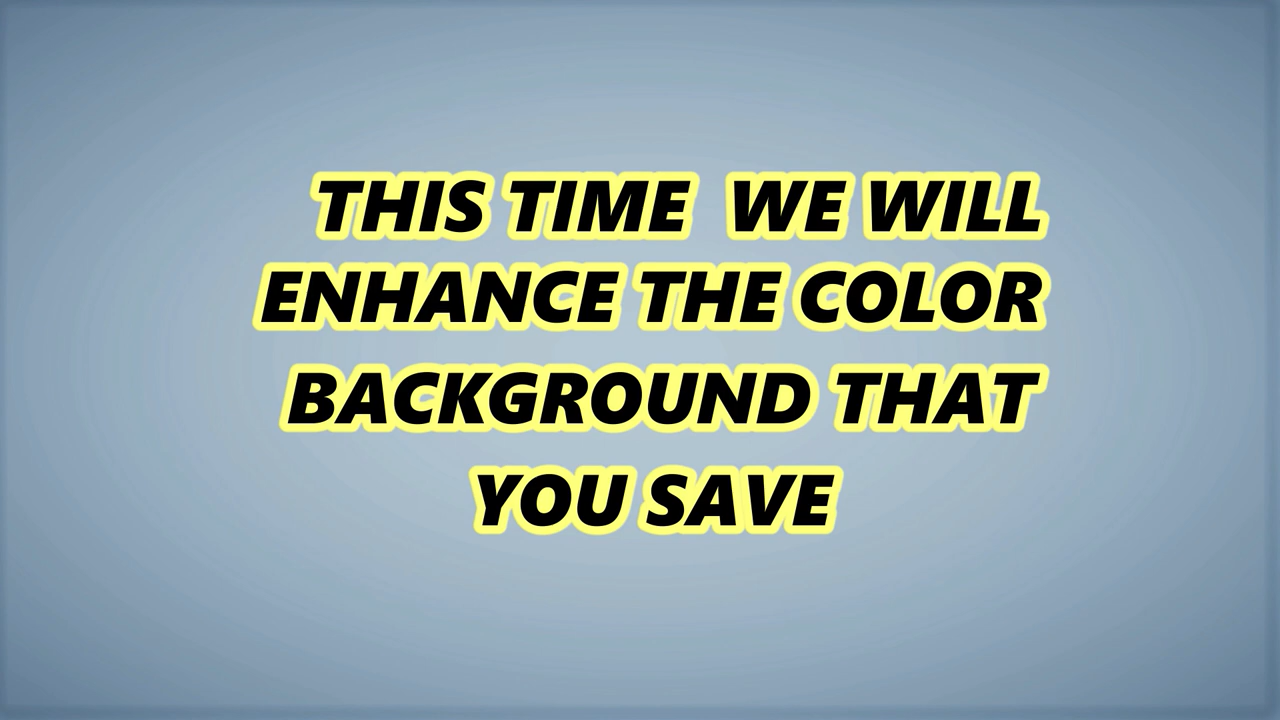 THIS TIME  WE WILL
ENHANCE THE COLOR
BACKGROUND THAT
YOU SAVE